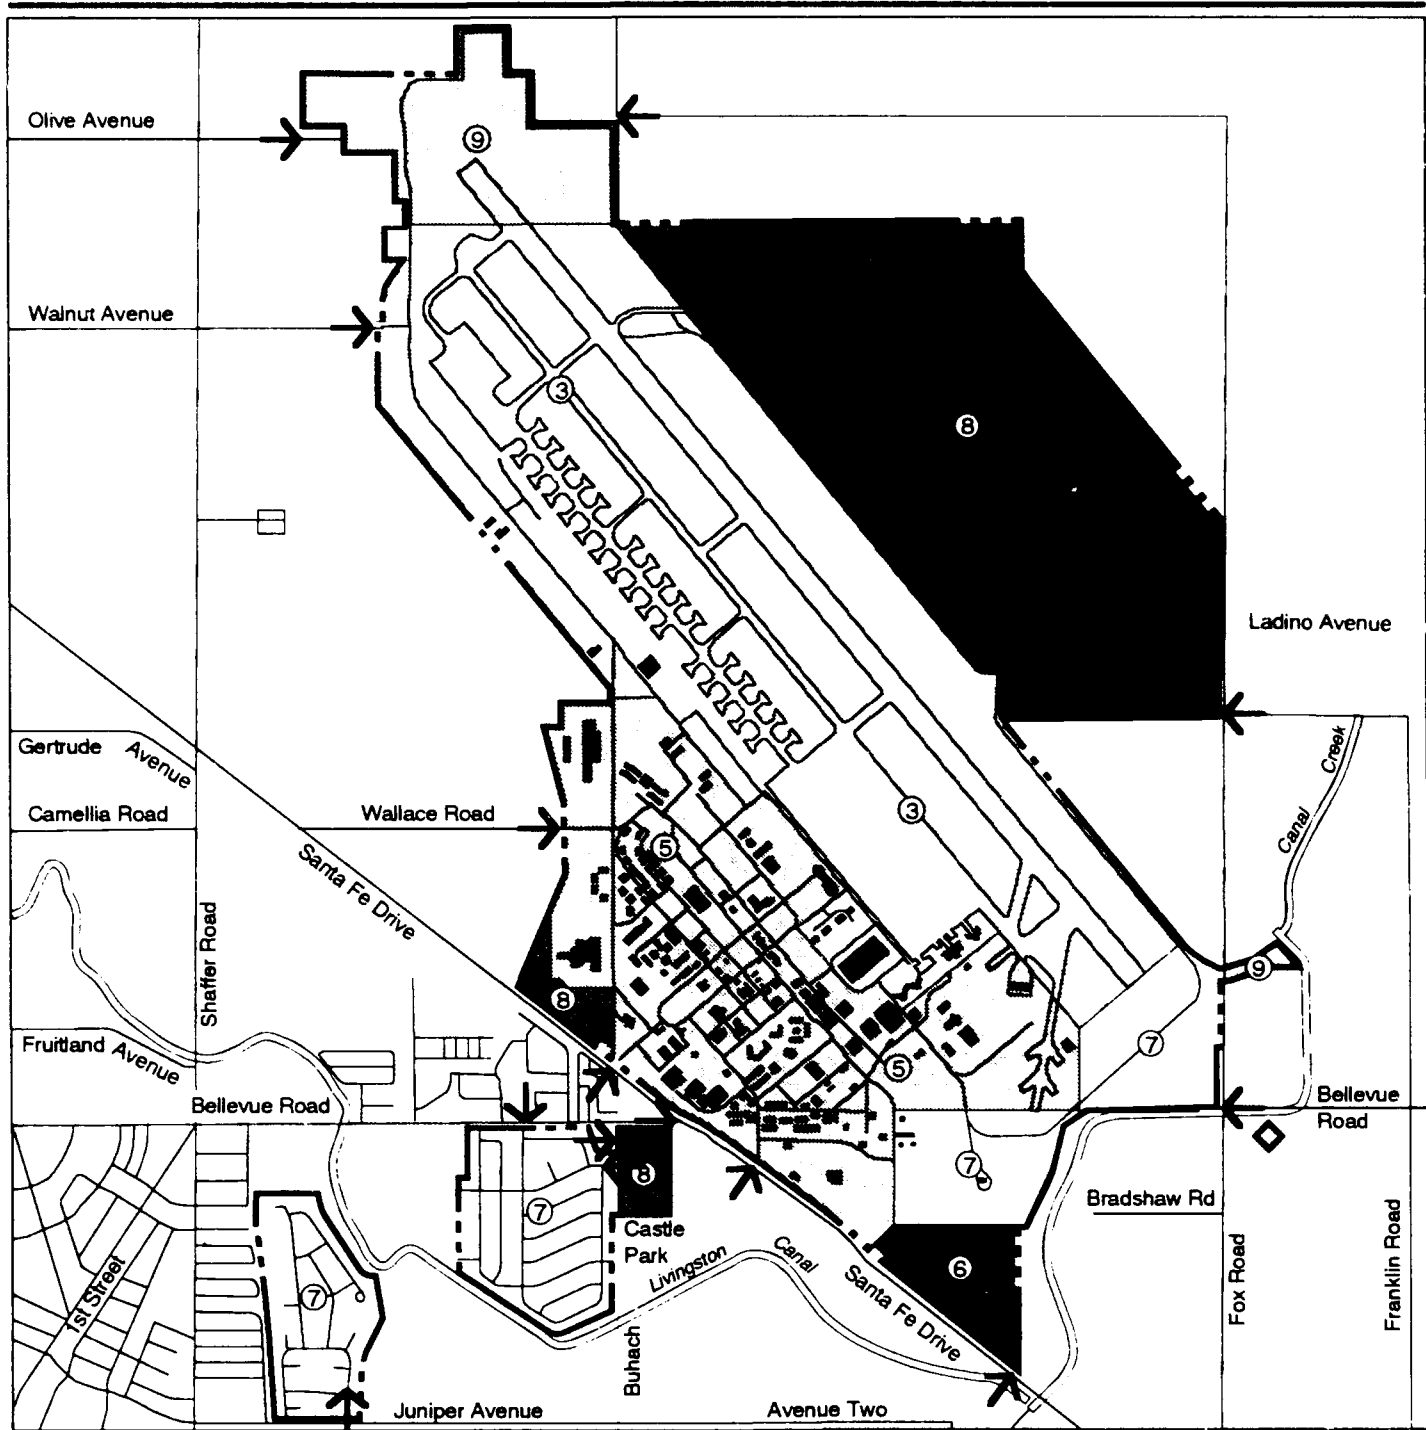 Olive Avenue
9
Walnut Avenue
3
8
Ladino Avenue
Gertrude Avenue
Camellia Road
Wallace Road
3
Canal Creek
5
Santa Fe Drive
Shaffer Road
9
8
Fruitland Avenue
5
7
Bellevue Road
Bellevue
Road
8
7
7
Bradshaw Rd
Castle
Park
Livingston Canal
6
1st Street
7
Santa Fe Drive
Fox Road
Franklin Road
Buhach
Juniper Avenue
Avenue Two